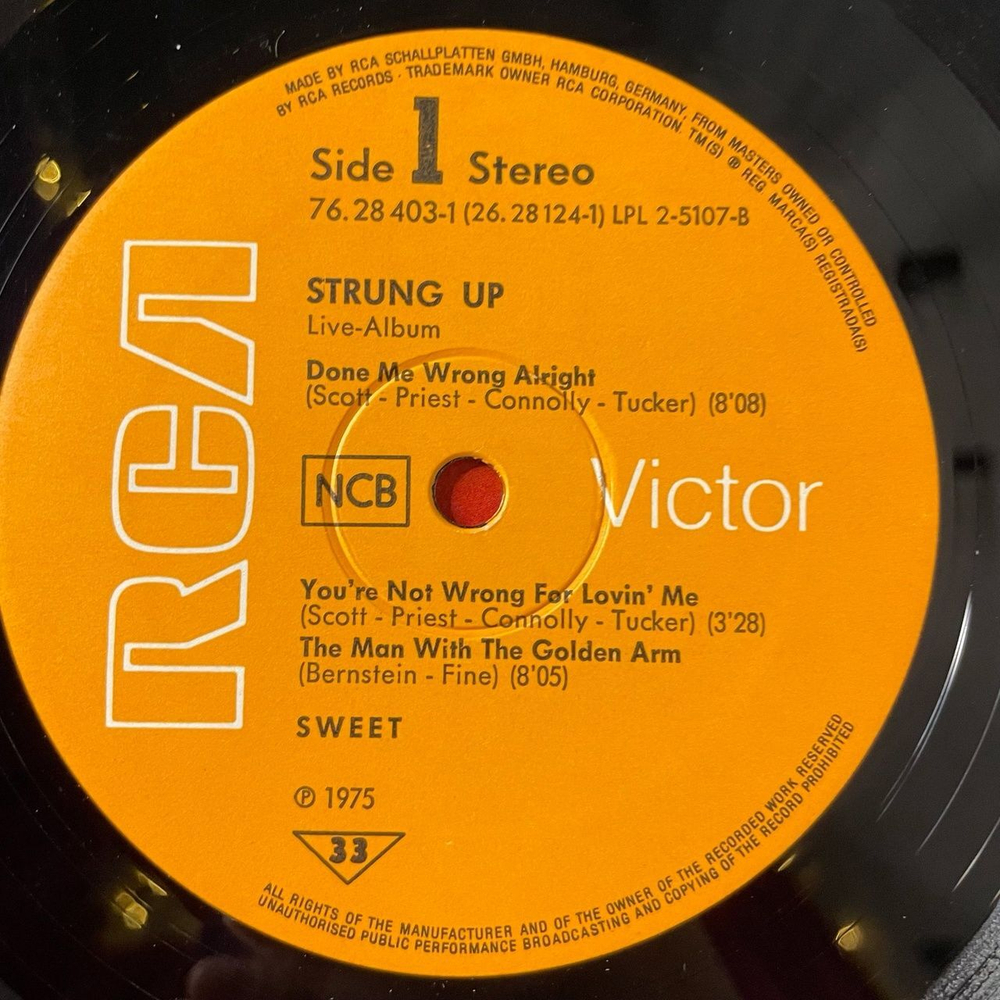 MADE BY RCA SCHALLPLATTEN GMBH, HAMBURG, GERMANY, FROM MASTERS OWNED OR CONTROLLED
BY RCA RECORDS · TRADEMARK OWNER RCA CORPORATION. TM(S) ® REG. MARCA(S) REGISTRADA(S)
Side 1 Stereo
76.28 403-1 (26.28124-1) LPL 2-5107-B
STRUNG UP
Live-Album
Done Me Wrong Alright
(Scott - Priest - Connolly - Tucker) (8'08)
RCA
NCB
Victor
You're Not Wrong For Lovin' Me
(Scott - Priest - Connolly - Tucker) (3'28)
The Man With The Golden Arm
(Bernstein - Fine) (8'05)
SWEET
℗ 1975
33
ALL RIGHTS OF THE MANUFACTURER AND OF THE OWNER OF THE RECORDED WORK RESERVED
UNAUTHORISED PUBLIC PERFORMANCE BROADCASTING AND COPYING OF THE RECORD PROHIBITED